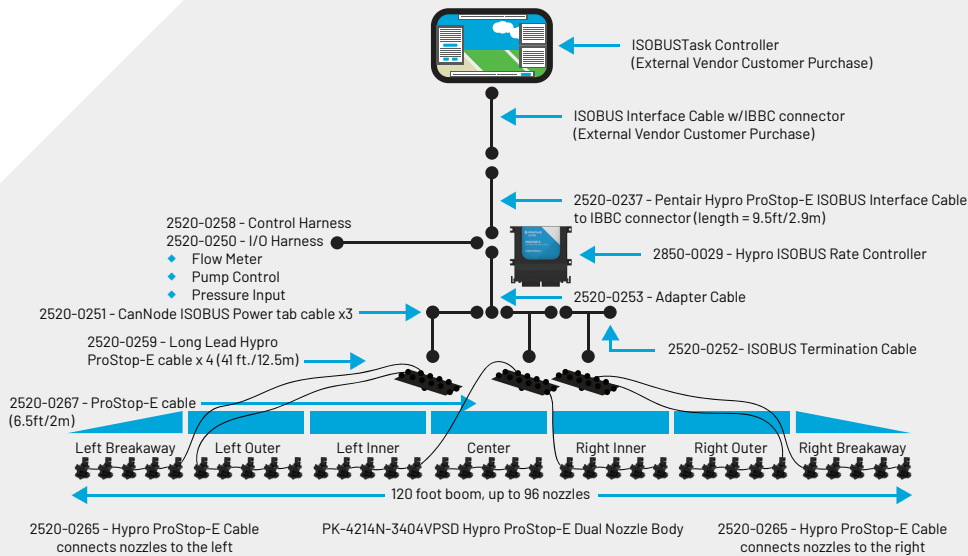 ISOBUSTask Controller
(External Vendor Customer Purchase)
ISOBUS Interface Cable w/IBBC connector
(External Vendor Customer Purchase)
2520-0237 - Pentair Hypro ProStop-E ISOBUS Interface Cable
to IBBC connector (length = 9.5ft/2.9m)
2520-0258 - Control Harness
2520-0250 - I/O Harness
Flow Meter
Pump Control
Pressure Input
2850-0029 - Hypro ISOBUS Rate Controller
2520-0253 - Adapter Cable
2520-0251 - CanNode ISOBUS Power tab cable x3
2520-0259 - Long Lead Hypro
ProStop-E cable x 4 (41 ft./12.5m)
2520-0252- ISOBUS Termination Cable
2520-0267 - ProStop-E cable
(6.5ft/2m)
Left Breakaway
Left Outer
Left Inner
Center
Right Inner
Right Outer
Right Breakaway
120 foot boom, up to 96 nozzles
2520-0265 - Hypro ProStop-E Cable
connects nozzles to the left
PK-4214N-3404VPSD Hypro ProStop-E Dual Nozzle Body
2520-0265 - Hypro ProStop-E Cable
connects nozzles to the right